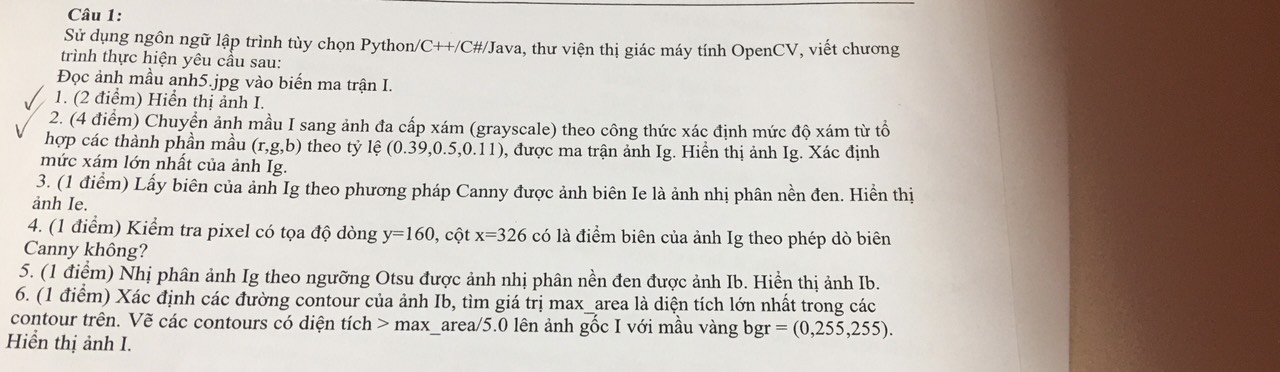 Câu 1:
Sử dụng ngôn ngữ lập trình tùy chọn Python/C++/C#/Java, thư viện thị giác máy tính OpenCV, viết chương
trình thực hiện yêu cầu sau:
Đọc ảnh mầu anh5.jpg vào biến ma trận I.
1. (2 điểm) Hiển thị ảnh I.
2. (4 điểm) Chuyển ảnh mầu I sang ảnh đa cấp xám (grayscale) theo công thức xác định mức độ xám từ tổ
hợp các thành phần mầu (r,g,b) theo tỷ lệ (0.39,0.5,0.11), được ma trận ảnh Ig. Hiển thị ảnh Ig. Xác định
mức xám lớn nhất của ảnh Ig.
3. (1 điểm) Lấy biên của ảnh Ig theo phương pháp Canny được ảnh biên Ie là ảnh nhị phân nền đen. Hiển thị
ảnh Ie.
4. (1 điểm) Kiểm tra pixel có tọa độ dòng y=160, cột x=326 có là điểm biên của ảnh Ig theo phép dò biên
Canny không?
5. (1 điểm) Nhị phân ảnh Ig theo ngưỡng Otsu được ảnh nhị phân nền đen được ảnh Ib. Hiển thị ảnh Ib.
6. (1 điểm) Xác định các đường contour của ảnh Ib, tìm giá trị max_area là diện tích lớn nhất trong các
contour trên. Vẽ các contours có diện tích > max_area/5.0 lên ảnh gốc I với mầu vàng bgr = (0,255,255).
Hiển thị ảnh I.